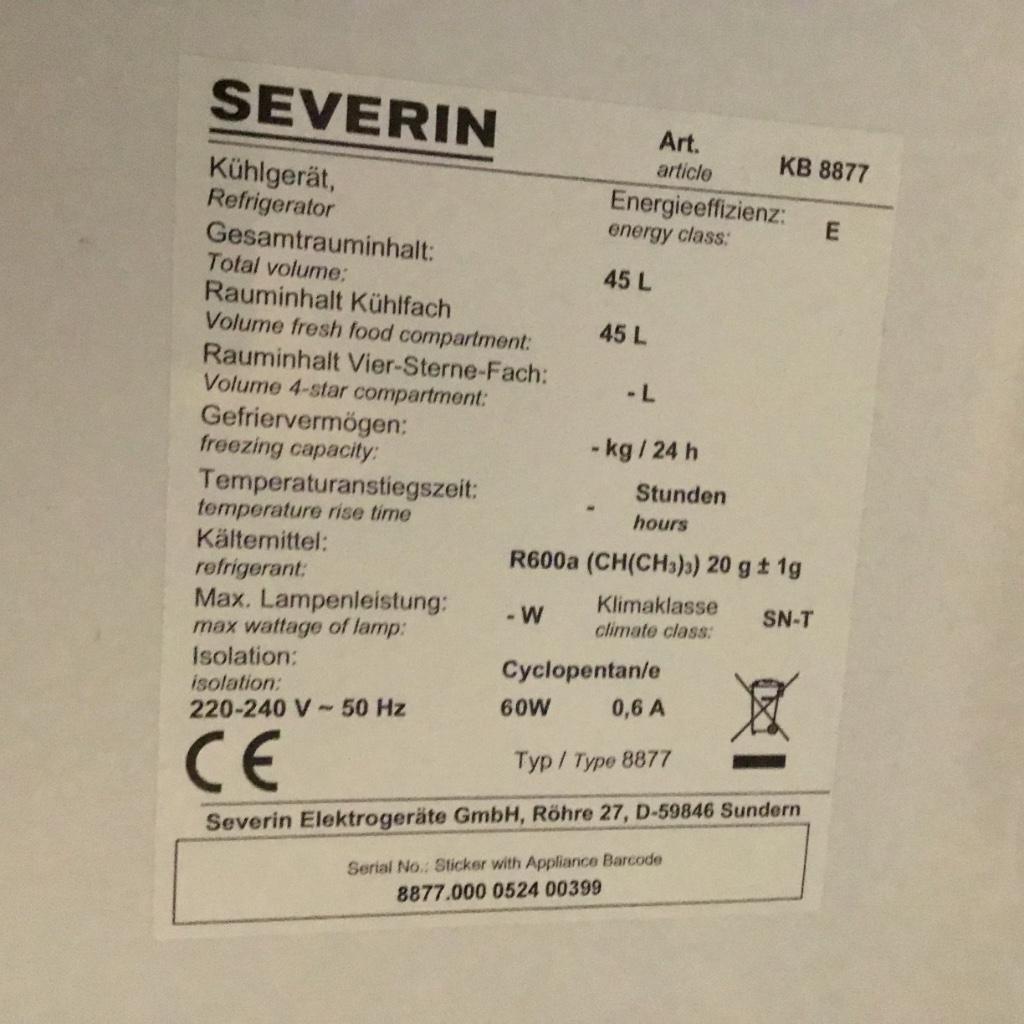 SEVERIN
Art. KB 8877
article
Kühlgerät,
Refrigerator
Energieeffizienz: E
energy class:
Gesamtrauminhalt:
Total volume: 45 L
Rauminhalt Kühlfach
Volume fresh food compartment: 45 L
Rauminhalt Vier-Sterne-Fach:
Volume 4-star compartment: - L
Gefriervermögen:
freezing capacity: - kg / 24 h
Temperaturanstiegszeit: - Stunden
temperature rise time hours
Kältemittel:
refrigerant: R600a (CH(CH₃)₃) 20 g ± 1g
Max. Lampenleistung: - W Klimaklasse SN-T
max wattage of lamp: climate class:
Isolation:
isolation: Cyclopentan/e
220-240 V ~ 50 Hz 60W 0,6 A
CE
Typ / Type 8877
Severin Elektrogeräte GmbH, Röhre 27, D-59846 Sundern
Serial No.: Sticker with Appliance Barcode
8877.000 0524 00399